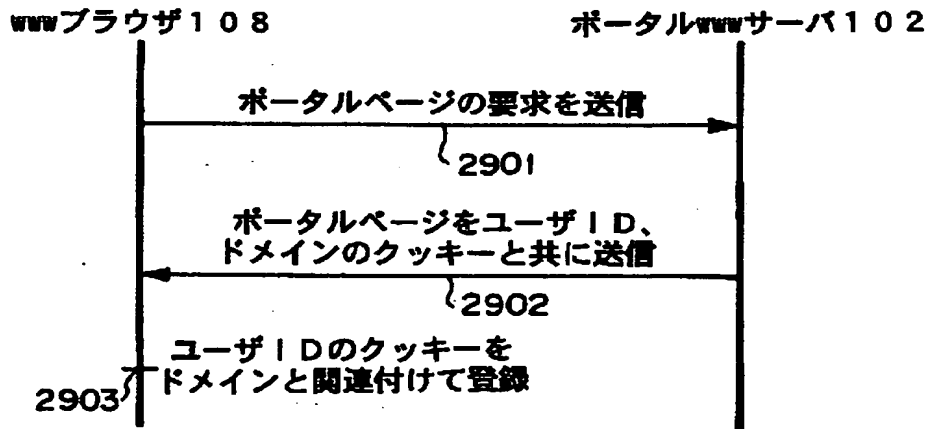 wwwブラウザ108
ポータルwwwサーバ102
ポータルページの要求を送信
2901
ポータルページをユーザID、
ドメインのクッキーと共に送信
2902
ユーザIDのクッキーを
ドメインと関連付けて登録
2903